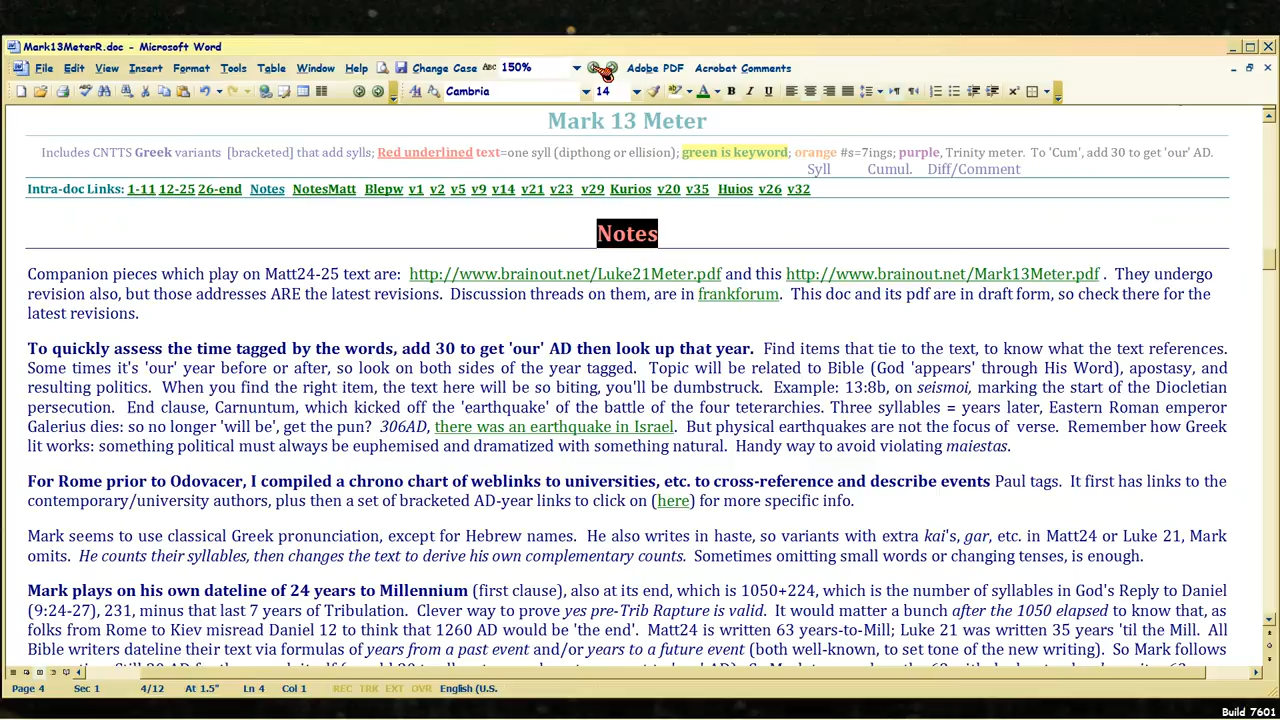 Mark13MeterR.doc - Microsoft Word
File Edit View Insert Format Tools Table Window Help Change Case ABC 150% Adobe PDF Acrobat Comments
Cambria 14 B I U
Mark 13 Meter
Includes CNTTS Greek variants [bracketed] that add sylls; Red underlined text=one syll (dipthong or ellision); green is keyword; orange #s=7ings; purple, Trinity meter. To 'Cum', add 30 to get 'our' AD.
Syll Cumul. Diff/Comment
Intra-doc Links: 1-11 12-25 26-end Notes NotesMatt Blepw v1 v2 v5 v9 v14 v21 v23 v29 Kurios v20 v35 Huios v26 v32
Notes
Companion pieces which play on Matt24-25 text are: http://www.brainout.net/Luke21Meter.pdf and this http://www.brainout.net/Mark13Meter.pdf . They undergo
revision also, but those addresses ARE the latest revisions. Discussion threads on them, are in frankforum. This doc and its pdf are in draft form, so check there for the
latest revisions.
To quickly assess the time tagged by the words, add 30 to get 'our' AD then look up that year. Find items that tie to the text, to know what the text references.
Some times it's 'our' year before or after, so look on both sides of the year tagged. Topic will be related to Bible (God 'appears' through His Word), apostasy, and
resulting politics. When you find the right item, the text here will be so biting, you'll be dumbstruck. Example: 13:8b, on seismoi, marking the start of the Diocletian
persecution. End clause, Carnuntum, which kicked off the 'earthquake' of the battle of the four teterarchies. Three syllables = years later, Eastern Roman emperor
Galerius dies: so no longer 'will be', get the pun? 306AD, there was an earthquake in Israel. But physical earthquakes are not the focus of verse. Remember how Greek
lit works: something political must always be euphemised and dramatized with something natural. Handy way to avoid violating maiestas.
For Rome prior to Odovacer, I compiled a chrono chart of weblinks to universities, etc. to cross-reference and describe events Paul tags. It first has links to the
contemporary/university authors, plus then a set of bracketed AD-year links to click on (here) for more specific info.
Mark seems to use classical Greek pronunciation, except for Hebrew names. He also writes in haste, so variants with extra kai's, gar, etc. in Matt24 or Luke 21, Mark
omits. He counts their syllables, then changes the text to derive his own complementary counts. Sometimes omitting small words or changing tenses, is enough.
Mark plays on his own dateline of 24 years to Millennium (first clause), also at its end, which is 1050+224, which is the number of syllables in God's Reply to Daniel
(9:24-27), 231, minus that last 7 years of Tribulation. Clever way to prove yes pre-Trib Rapture is valid. It would matter a bunch after the 1050 elapsed to know that, as
folks from Rome to Kiev misread Daniel 12 to think that 1260 AD would be 'the end'. Matt24 is written 63 years-to-Mill; Luke 21 was written 35 years 'til the Mill. All
Bible writers dateline their text via formulas of years from a past event and/or years to a future event (both well-known, to set tone of the new writing). So Mark follows
Page 4 Sec 1 4/12 At 1.5" Ln 4 Col 1 REC TRK EXT OVR English (U.S.
Build 7601